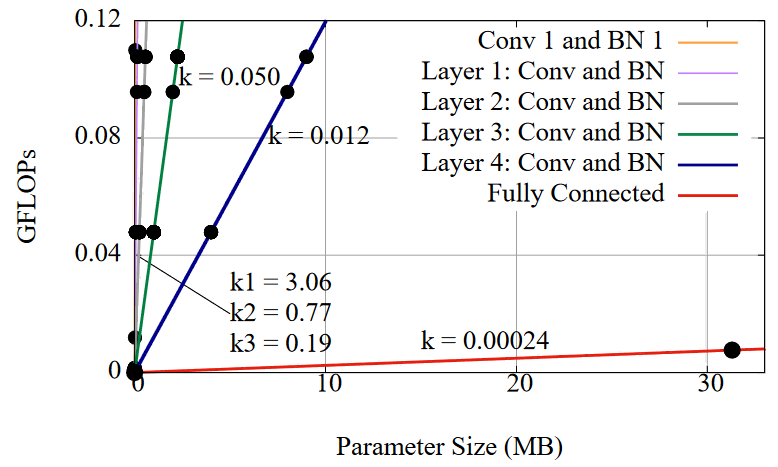 0.12
Conv 1 and BN 1
k = 0.050
Layer 1: Conv and BN
Layer 2: Conv and BN
0.08
k = 0.012
Layer 3: Conv and BN
Layer 4: Conv and BN
Fully Connected
GFLOPs
0.04
k1 = 3.06
k2 = 0.77
k3 = 0.19
k = 0.00024
0
0 10 20 30
Parameter Size (MB)